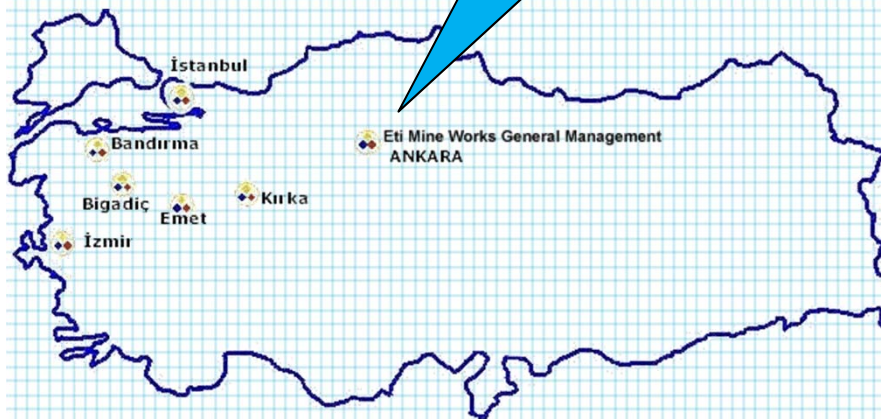 İstanbul
Eti Mine Works General Management
ANKARA
Bandırma
Bigadiç
Emet
Kırka
İzmir